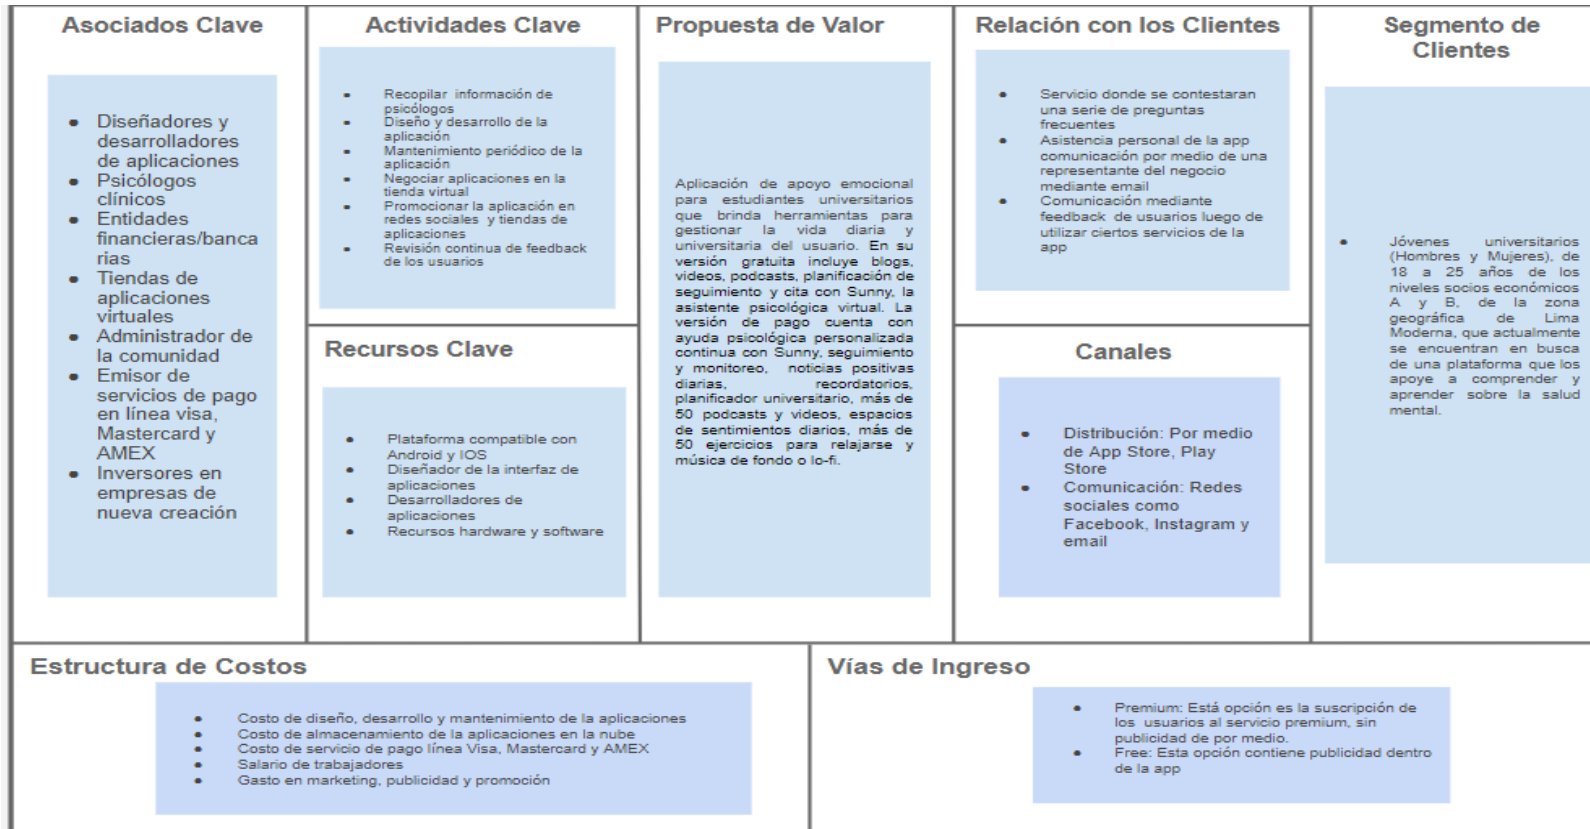 Asociados Clave
● Diseñadores y
desarrolladores
de aplicaciones
● Psicólogos
clínicos
● Entidades
financieras/banca
rias
● Tiendas de
aplicaciones
virtuales
● Administrador de
la comunidad
● Emisor de
servicios de pago
en línea visa,
Mastercard y
AMEX
● Inversores en
empresas de
nueva creación
Actividades Clave
● Recopilar información de
psicólogos
● Diseño y desarrollo de la
aplicación
● Mantenimiento periódico de la
aplicación
● Negociar aplicaciones en la
tienda virtual
● Promocionar la aplicación en
redes sociales y tiendas de
aplicaciones
● Revisión continua de feedback
de los usuarios
Recursos Clave
● Plataforma compatible con
Android y IOS
● Diseñador de la interfaz de
aplicaciones
● Desarrolladores de
aplicaciones
● Recursos hardware y software
Propuesta de Valor
Aplicación de apoyo emocional
para estudiantes universitarios
que brinda herramientas para
gestionar la vida diaria y
universitaria del usuario. En su
versión gratuita incluye blogs,
videos, podcasts, planificación de
seguimiento y cita con Sunny, la
asistente psicológica virtual. La
versión de pago cuenta con
ayuda psicológica personalizada
continua con Sunny, seguimiento
y monitoreo, noticias positivas
diarias, recordatorios,
planificador universitario, más de
50 podcasts y videos, espacios
de sentimientos diarios, más de
50 ejercicios para relajarse y
música de fondo o lo-fi.
Relación con los Clientes
● Servicio donde se contestaran
una serie de preguntas
frecuentes
● Asistencia personal de la app
comunicación por medio de una
representante del negocio
mediante email
● Comunicación mediante
feedback de usuarios luego de
utilizar ciertos servicios de la
app
Canales
● Distribución: Por medio
de App Store, Play
Store
● Comunicación: Redes
sociales como
Facebook, Instagram y
email
Segmento de
Clientes
● Jóvenes universitarios
(Hombres y Mujeres), de
18 a 25 años de los
niveles socios económicos
A y B, de la zona
geográfica de Lima
Moderna, que actualmente
se encuentran en busca
de una plataforma que los
apoye a comprender y
aprender sobre la salud
mental.
Estructura de Costos
● Costo de diseño, desarrollo y mantenimiento de la aplicaciones
● Costo de almacenamiento de la aplicaciones en la nube
● Costo de servicio de pago línea Visa, Mastercard y AMEX
● Salario de trabajadores
● Gasto en marketing, publicidad y promoción
Vías de Ingreso
● Premium: Está opción es la suscripción de
los usuarios al servicio premium, sin
publicidad de por medio.
● Free: Esta opción contiene publicidad dentro
de la app